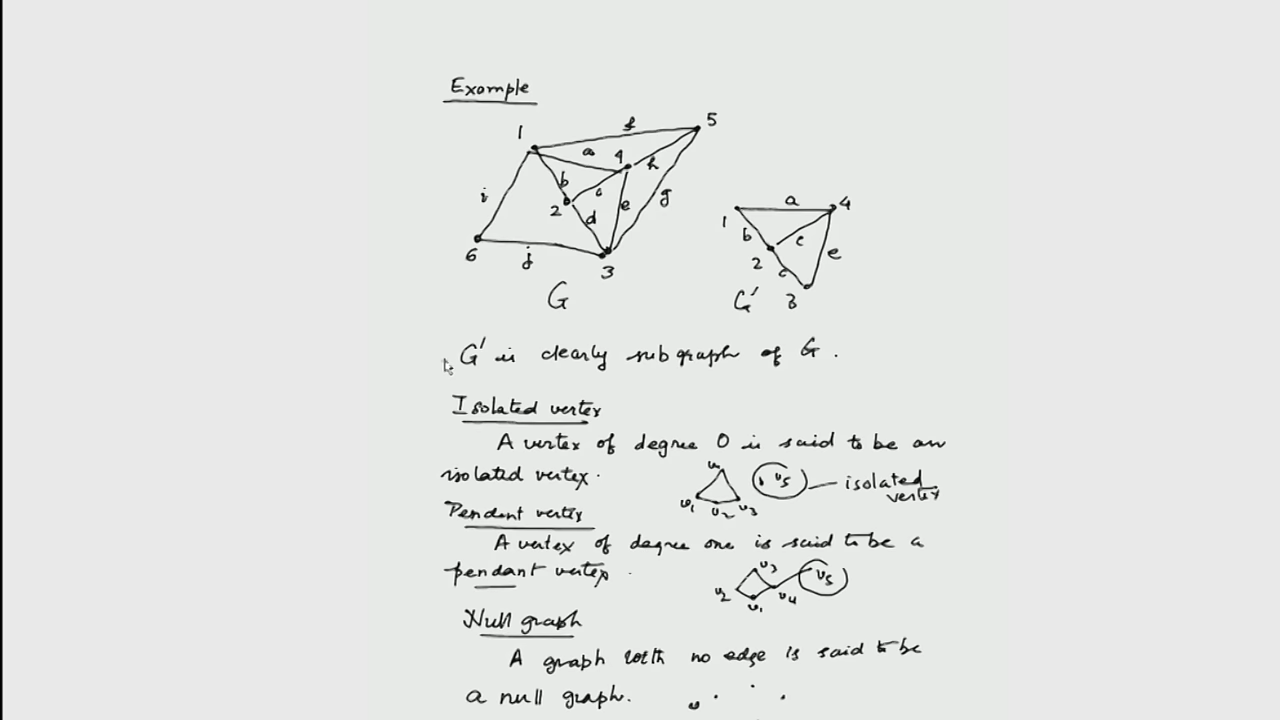 Example
1 f 5
a 4 h
i b c
2 d e g
6 j 3
G
1 a 4
b c e
2 c
G' 3
G' is clearly subgraph of G.
Isolated vertex
A vertex of degree 0 is said to be an
isolated vertex.
v5 isolated
vertex
v1 v2 v3
Pendent vertex
A vertex of degree one is said to be a
pendant vertex.
v3 v5
v2 v1 v4
Null graph
A graph with no edge is said to be
a null graph.